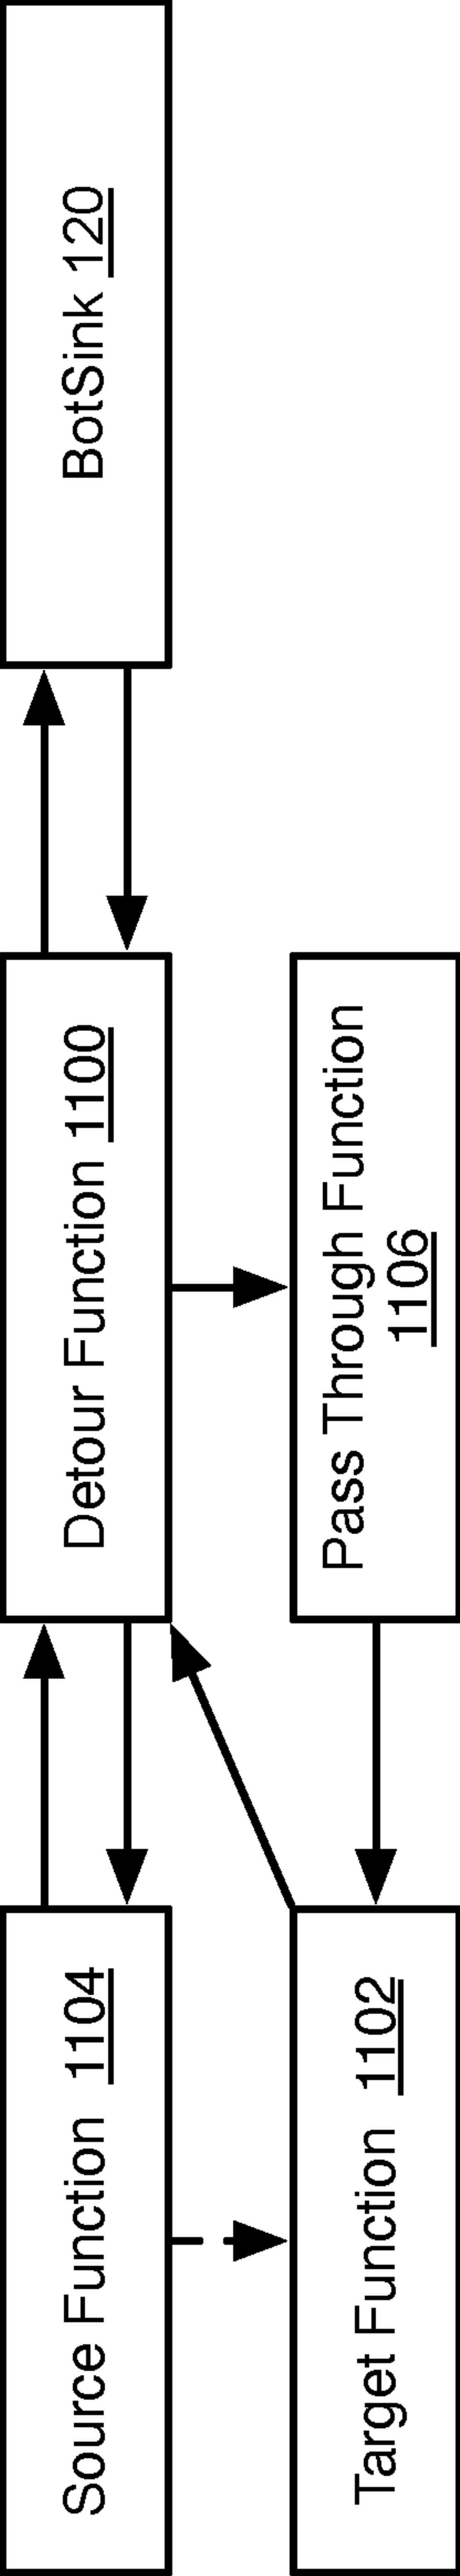 Source Function 1104
Detour Function 1100
BotSink 120
Target Function 1102
Pass Through Function
1106